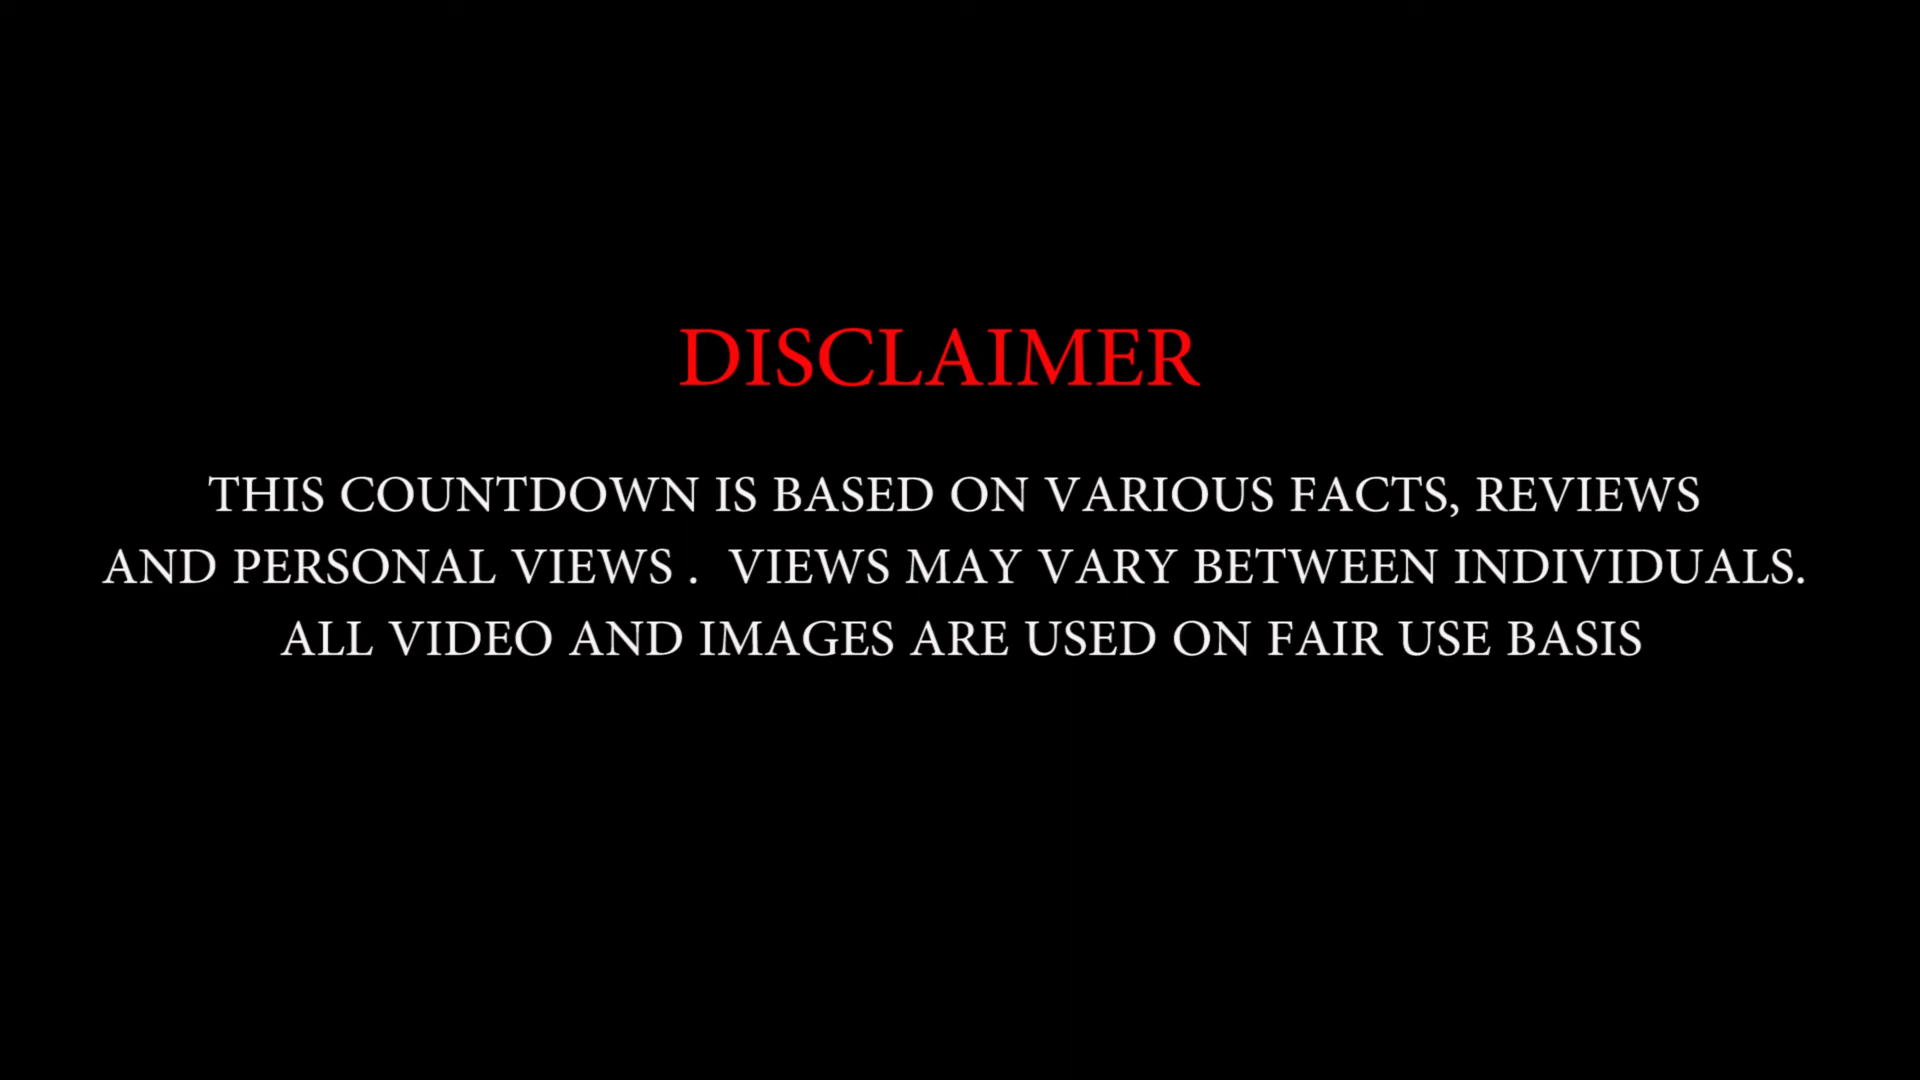 DISCLAIMER
THIS COUNTDOWN IS BASED ON VARIOUS FACTS, REVIEWS
AND PERSONAL VIEWS .  VIEWS MAY VARY BETWEEN INDIVIDUALS.
ALL VIDEO AND IMAGES ARE USED ON FAIR USE BASIS